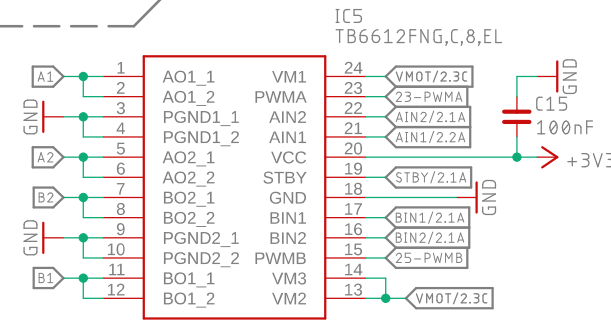 IC5
TB6612FNG,C,8,EL
A1 1 AO1_1 VM1 24 VMOT/2.3C GND
2 AO1_2 PWMA 23 23-PWMA C15
GND 3 PGND1_1 AIN2 22 AIN2/2.1A 100nF
4 PGND1_2 AIN1 21 AIN1/2.2A
A2 5 AO2_1 VCC 20 +3V3
6 AO2_2 STBY 19 STBY/2.1A
B2 7 BO2_1 GND 18 GND
8 BO2_2 BIN1 17 BIN1/2.1A
GND 9 PGND2_1 BIN2 16 BIN2/2.1A
10 PGND2_2 PWMB 15 25-PWMB
B1 11 BO1_1 VM3 14
12 BO1_2 VM2 13 VMOT/2.3C